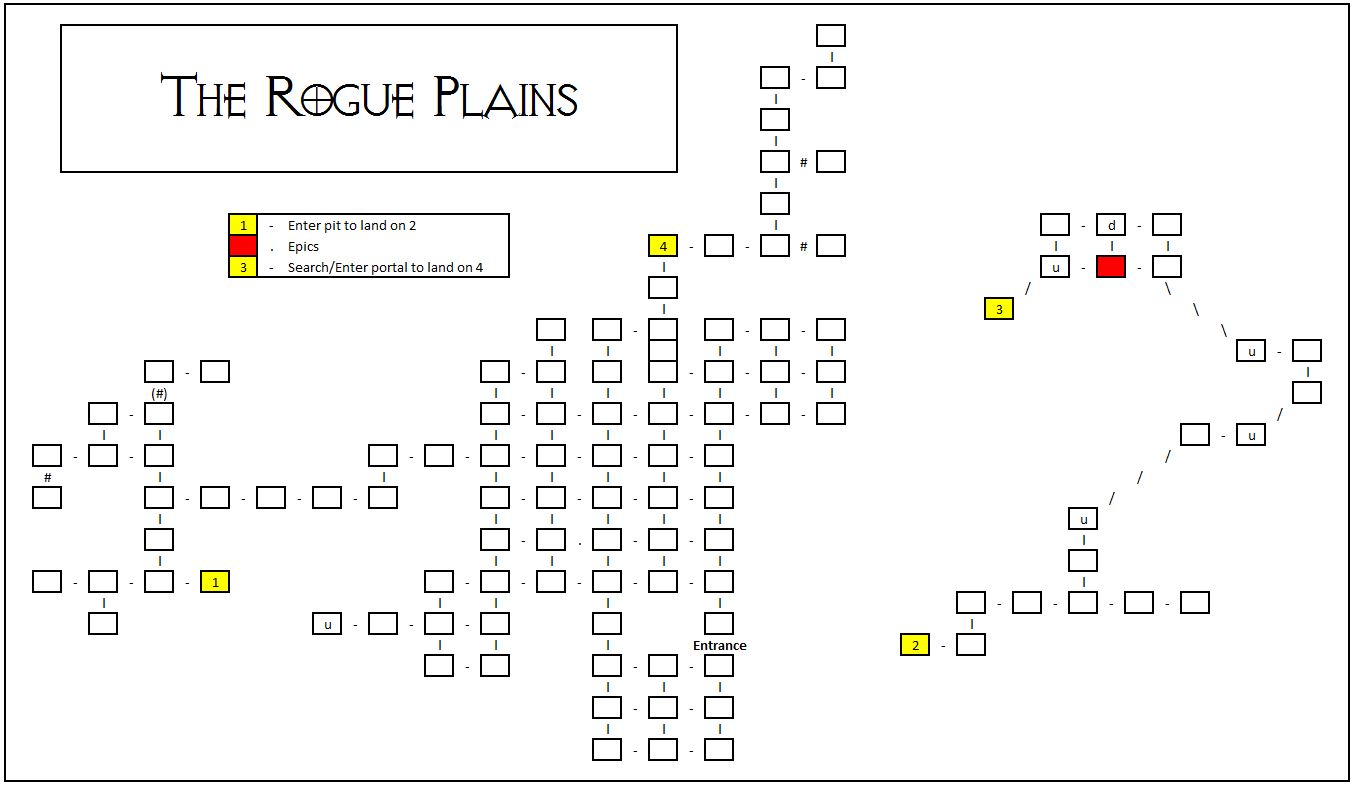 The Rogue Plains
1 - Enter pit to land on 2
. Epics
3 - Search/Enter portal to land on 4
#
d
#
4
#
u
3
u
(#)
u
#
u
1
u
Entrance
2